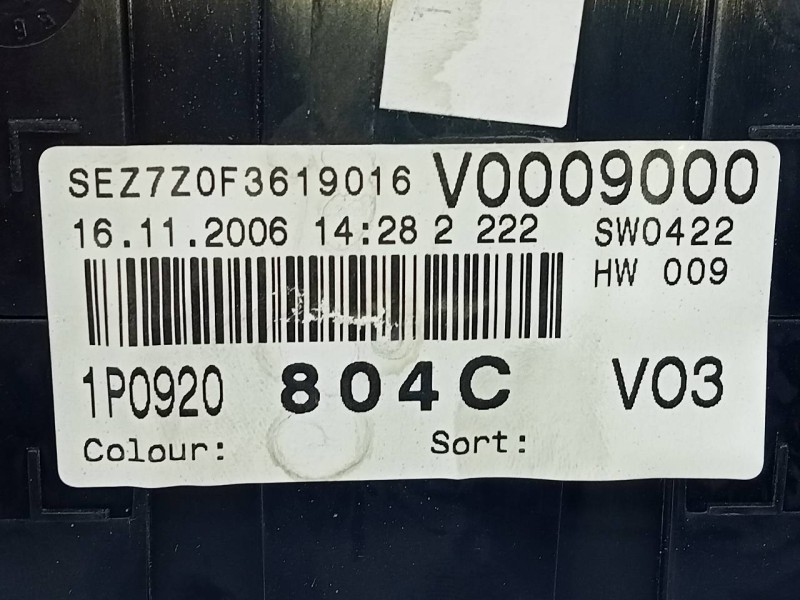 SEZ7Z0F3619016 V0009000
16.11.2006 14:28 2 222 SW0422
HW 009
1P0920 804C V03
Colour: Sort: